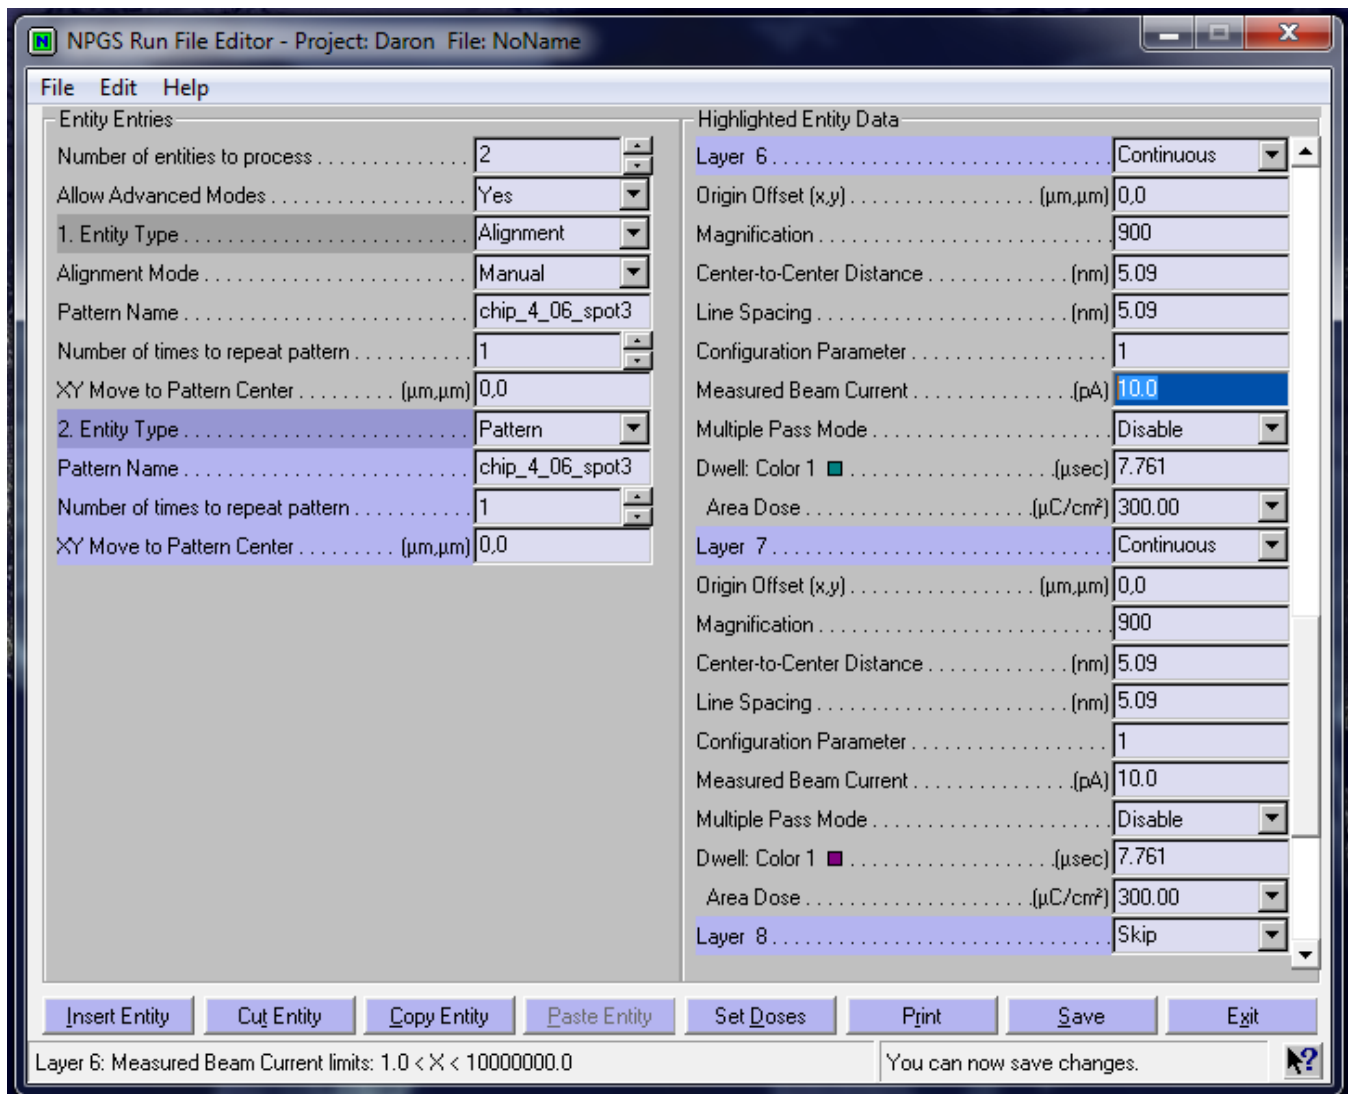 NPGS Run File Editor - Project: Daron File: NoName
File Edit Help
Entity Entries
Number of entities to process . . . . . . . . . . . . . . 2
Allow Advanced Modes . . . . . . . . . . . . . . . . . . Yes
1. Entity Type . . . . . . . . . . . . . . . . . . . . . . . . . . Alignment
Alignment Mode . . . . . . . . . . . . . . . . . . . . . . . . Manual
Pattern Name . . . . . . . . . . . . . . . . . . . . . . . . . . chip_4_06_spot3
Number of times to repeat pattern . . . . . . . . . . . 1
XY Move to Pattern Center . . . . . . . . . (µm,µm) 0,0
2. Entity Type . . . . . . . . . . . . . . . . . . . . . . . . . . Pattern
Pattern Name . . . . . . . . . . . . . . . . . . . . . . . . . . chip_4_06_spot3
Number of times to repeat pattern . . . . . . . . . . . 1
XY Move to Pattern Center . . . . . . . . . (µm,µm) 0,0
Highlighted Entity Data
Layer 6 . . . . . . . . . . . . . . . . . . . . . . . . . . . . . . . Continuous
Origin Offset (x,y) . . . . . . . . . . . . . . . . . (µm,µm) 0,0
Magnification . . . . . . . . . . . . . . . . . . . . . . . . . . . 900
Center-to-Center Distance . . . . . . . . . . . . . (nm) 5.09
Line Spacing . . . . . . . . . . . . . . . . . . . . . . . (nm) 5.09
Configuration Parameter . . . . . . . . . . . . . . . . . . 1
Measured Beam Current . . . . . . . . . . . . . . . (pA) 10.0
Multiple Pass Mode . . . . . . . . . . . . . . . . . . . . . . Disable
Dwell: Color 1 . . . . . . . . . . . . . . . . . . . (µsec) 7.761
Area Dose . . . . . . . . . . . . . . . . . . . . . (µC/cm²) 300.00
Layer 7 . . . . . . . . . . . . . . . . . . . . . . . . . . . . . . . Continuous
Origin Offset (x,y) . . . . . . . . . . . . . . . . . (µm,µm) 0,0
Magnification . . . . . . . . . . . . . . . . . . . . . . . . . . . 900
Center-to-Center Distance . . . . . . . . . . . . . (nm) 5.09
Line Spacing . . . . . . . . . . . . . . . . . . . . . . . (nm) 5.09
Configuration Parameter . . . . . . . . . . . . . . . . . . 1
Measured Beam Current . . . . . . . . . . . . . . . (pA) 10.0
Multiple Pass Mode . . . . . . . . . . . . . . . . . . . . . . Disable
Dwell: Color 1 . . . . . . . . . . . . . . . . . . . (µsec) 7.761
Area Dose . . . . . . . . . . . . . . . . . . . . . (µC/cm²) 300.00
Layer 8 . . . . . . . . . . . . . . . . . . . . . . . . . . . . . . . Skip
Insert Entity Cut Entity Copy Entity Paste Entity Set Doses Print Save Exit
Layer 6: Measured Beam Current limits: 1.0 < X < 10000000.0 You can now save changes.